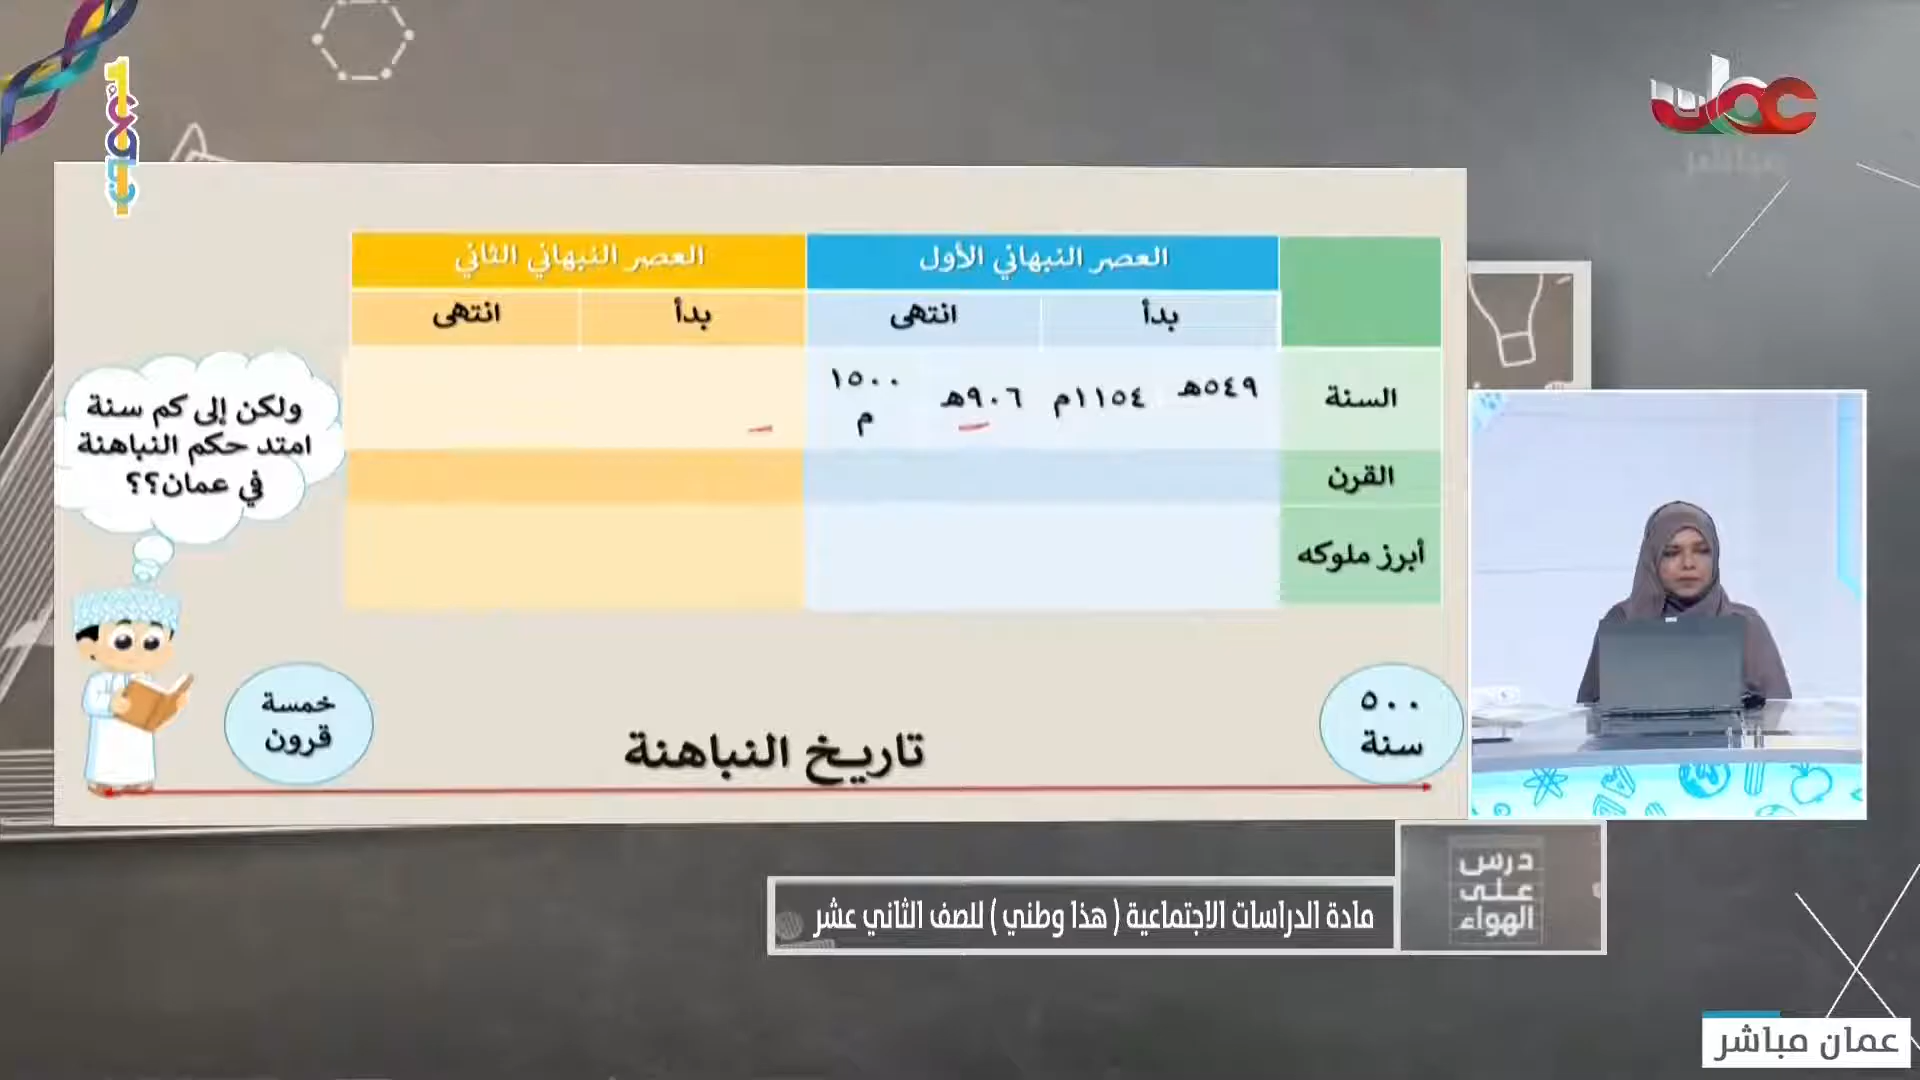 عمان
مباشر
العصر النبهاني الأول
العصر النبهاني الثاني
بدأ
انتهى
بدأ
انتهى
السنة
٥٤٩هـ
١١٥٤م
٩٠٦هـ
١٥٠٠
م
القرن
أبرز ملوكه
ولكن إلى كم سنة
امتد حكم النباهنة
في عمان؟؟
٥٠٠
سنة
تاريخ النباهنة
خمسة
قرون
درس
على
الهواء
مادة الدراسات الاجتماعية ( هذا وطني ) للصف الثاني عشر
عمان مباشر